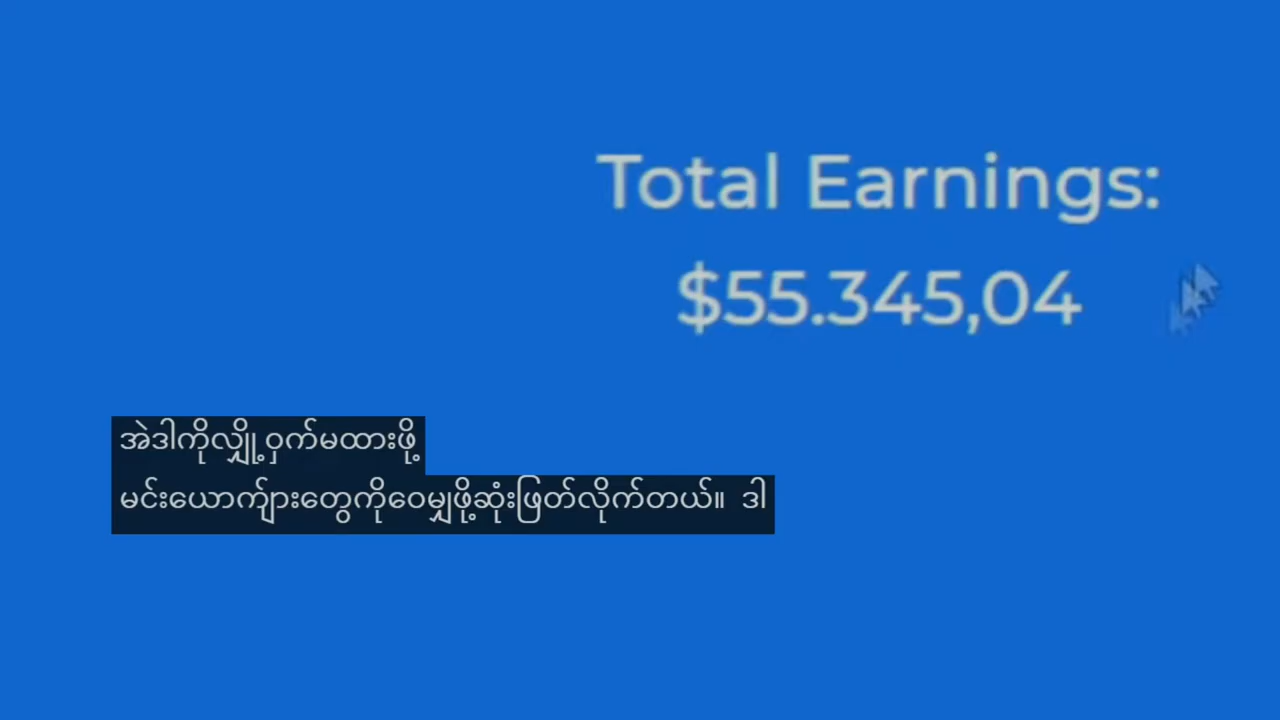 Total Earnings:
$55.345,04
အဲဒါကိုလျှို့ဝှက်မထားဖို့
မင်းယောက်ျားတွေကိုဝေမျှဖို့ဆုံးဖြတ်လိုက်တယ်။ ဒါ